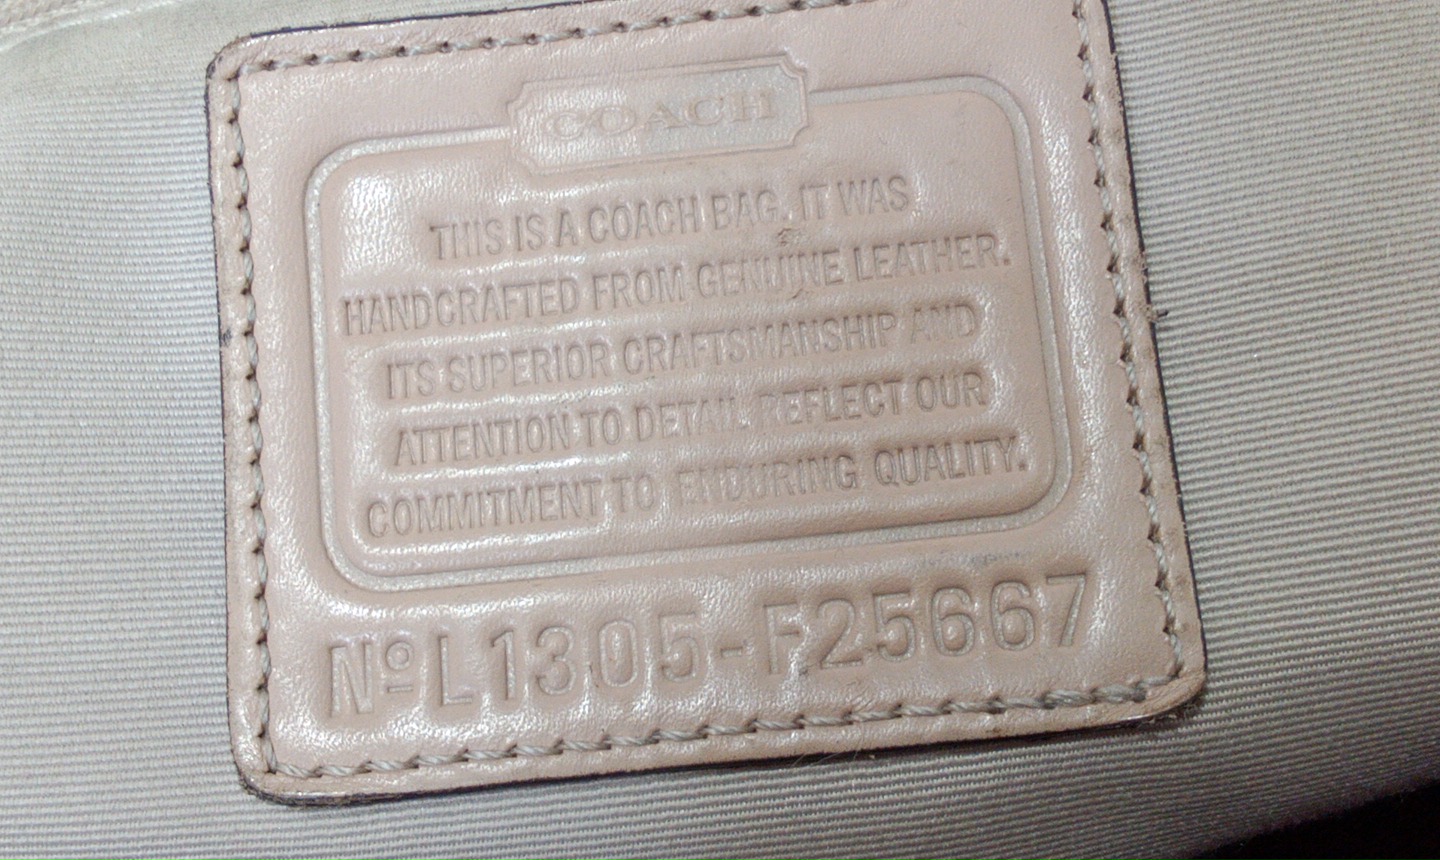 COACH
THIS IS A COACH BAG. IT WAS
HANDCRAFTED FROM GENUINE LEATHER.
ITS SUPERIOR CRAFTSMANSHIP AND
ATTENTION TO DETAIL REFLECT OUR
COMMITMENT TO ENDURING QUALITY.
Nº L1305-F25667